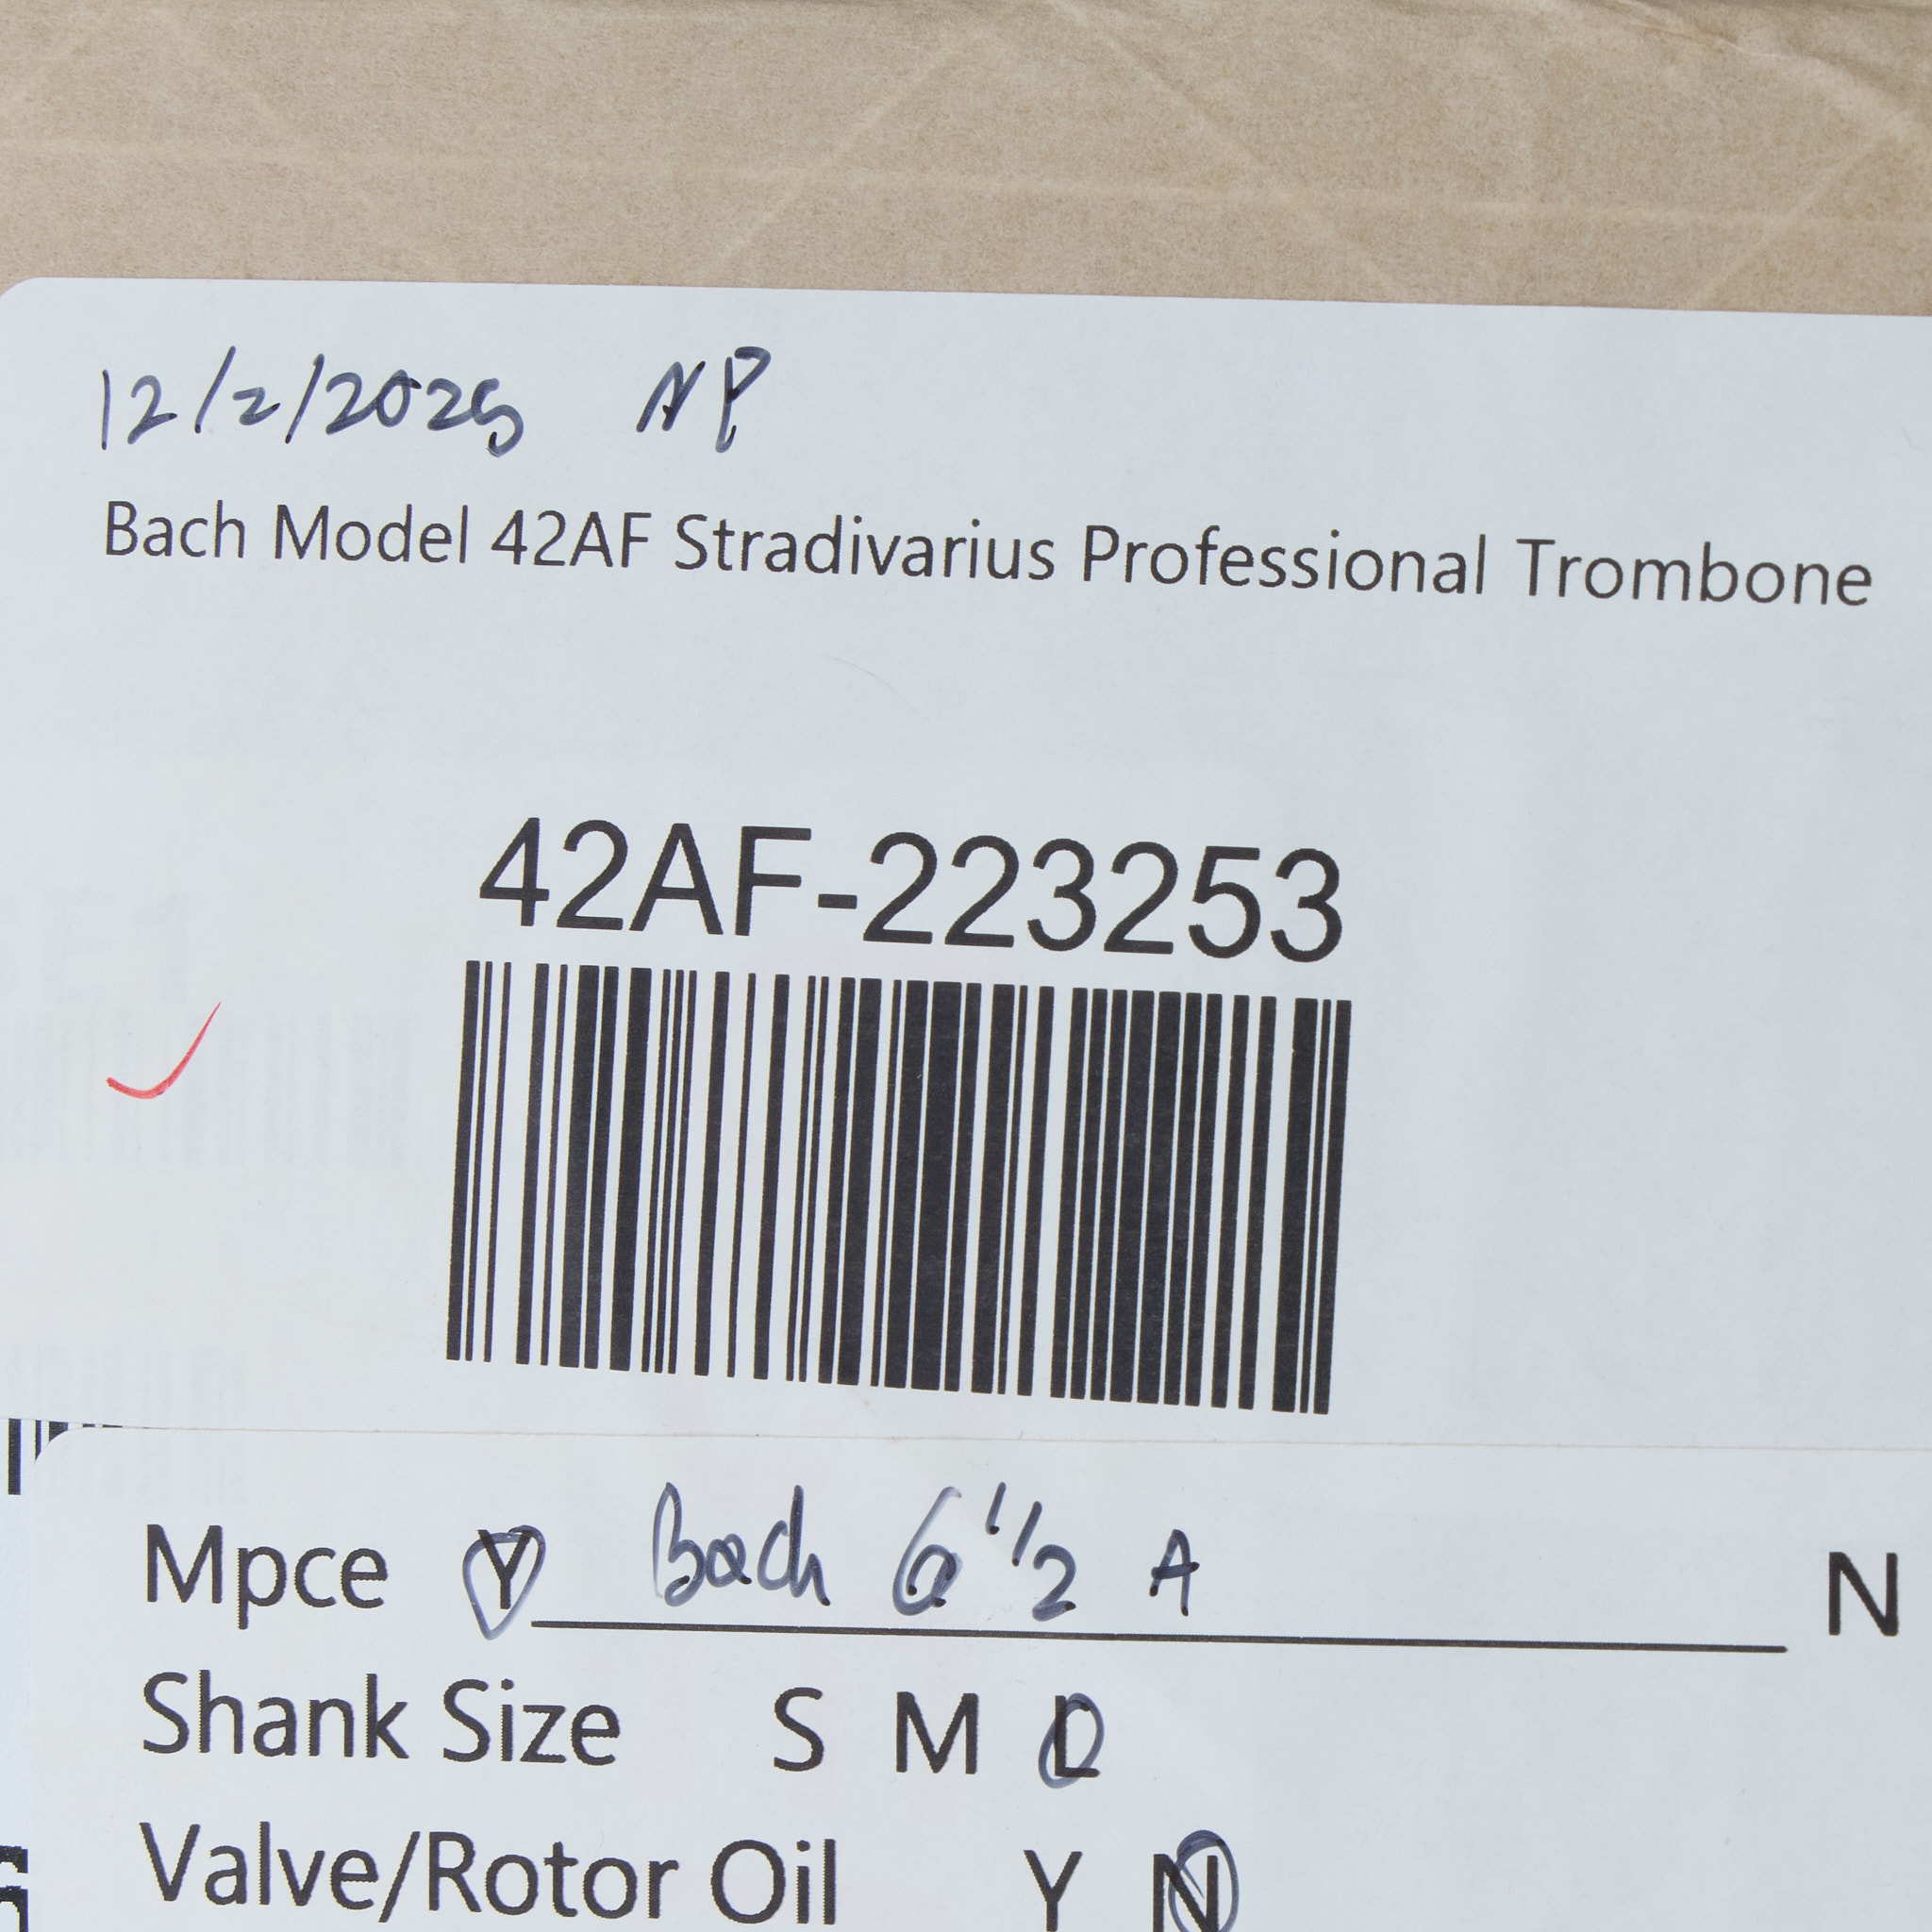 12/2/2025 NP
Bach Model 42AF Stradivarius Professional Trombone
42AF-223253
Mpce Y Bach 6 1/2 A N
Shank Size S M L
Valve/Rotor Oil Y N